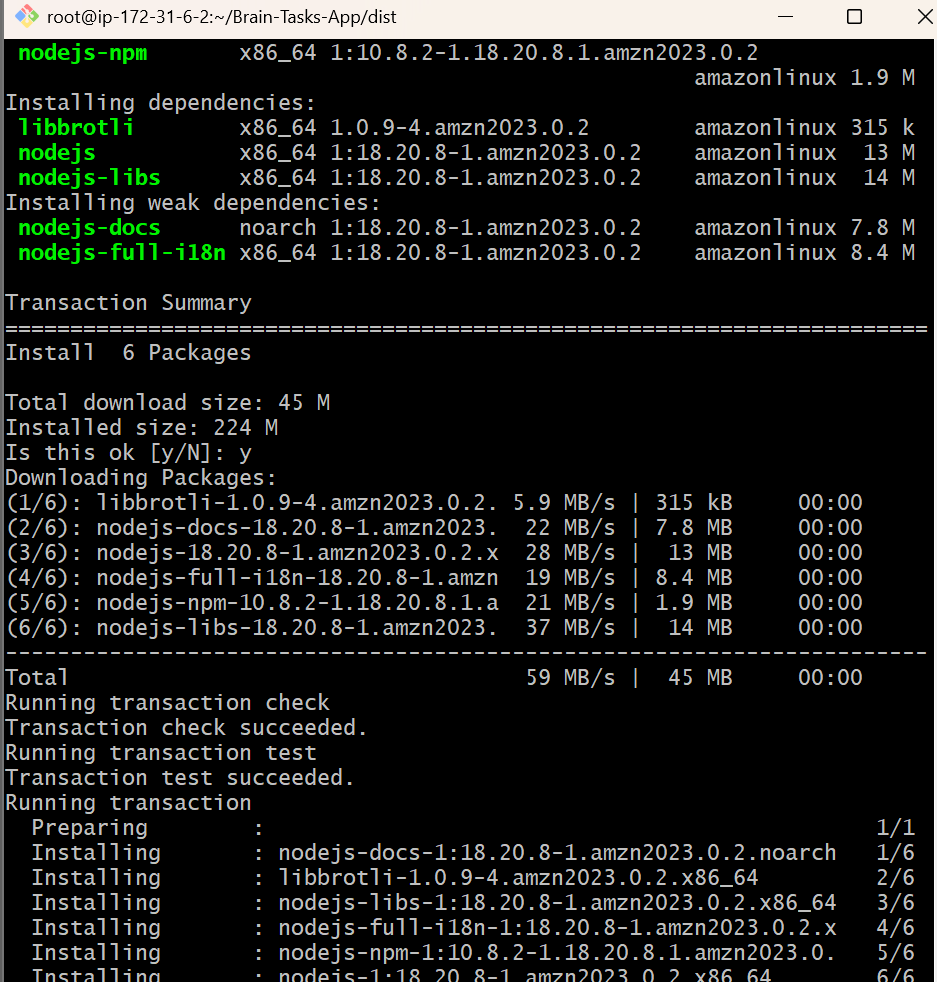 root@ip-172-31-6-2:~/Brain-Tasks-App/dist
nodejs-npm x86_64 1:10.8.2-1.18.20.8.1.amzn2023.0.2
amazonlinux 1.9 M
Installing dependencies:
libbrotli x86_64 1.0.9-4.amzn2023.0.2 amazonlinux 315 k
nodejs x86_64 1:18.20.8-1.amzn2023.0.2 amazonlinux 13 M
nodejs-libs x86_64 1:18.20.8-1.amzn2023.0.2 amazonlinux 14 M
Installing weak dependencies:
nodejs-docs noarch 1:18.20.8-1.amzn2023.0.2 amazonlinux 7.8 M
nodejs-full-i18n x86_64 1:18.20.8-1.amzn2023.0.2 amazonlinux 8.4 M
Transaction Summary
=======================================================================
Install 6 Packages
Total download size: 45 M
Installed size: 224 M
Is this ok [y/N]: y
Downloading Packages:
(1/6): libbrotli-1.0.9-4.amzn2023.0.2. 5.9 MB/s | 315 kB 00:00
(2/6): nodejs-docs-18.20.8-1.amzn2023. 22 MB/s | 7.8 MB 00:00
(3/6): nodejs-18.20.8-1.amzn2023.0.2.x 28 MB/s | 13 MB 00:00
(4/6): nodejs-full-i18n-18.20.8-1.amzn 19 MB/s | 8.4 MB 00:00
(5/6): nodejs-npm-10.8.2-1.18.20.8.1.a 21 MB/s | 1.9 MB 00:00
(6/6): nodejs-libs-18.20.8-1.amzn2023. 37 MB/s | 14 MB 00:00
-----------------------------------------------------------------------
Total 59 MB/s | 45 MB 00:00
Running transaction check
Transaction check succeeded.
Running transaction test
Transaction test succeeded.
Running transaction
Preparing : 1/1
Installing : nodejs-docs-1:18.20.8-1.amzn2023.0.2.noarch 1/6
Installing : libbrotli-1.0.9-4.amzn2023.0.2.x86_64 2/6
Installing : nodejs-libs-1:18.20.8-1.amzn2023.0.2.x86_64 3/6
Installing : nodejs-full-i18n-1:18.20.8-1.amzn2023.0.2.x 4/6
Installing : nodejs-npm-1:10.8.2-1.18.20.8.1.amzn2023.0. 5/6
Installing : nodejs-1:18.20.8-1.amzn2023.0.2.x86_64 6/6